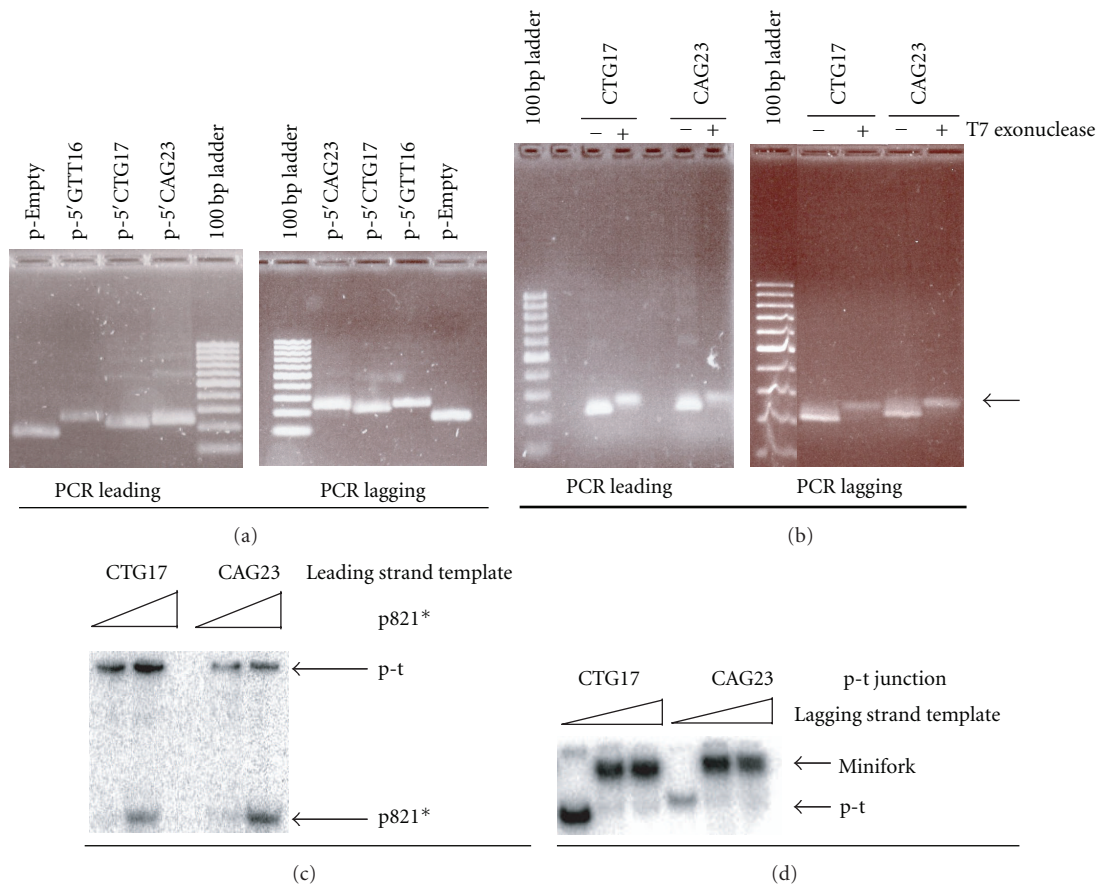 p-Empty
p-5′GTT16
p-5′CTG17
p-5′CAG23
100 bp ladder
100 bp ladder
p-5′CAG23
p-5′CTG17
p-5′GTT16
p-Empty
PCR leading
PCR lagging
(a)
100 bp ladder
CTG17
CAG23
− + − +
100 bp ladder
CTG17
CAG23
− + − + T7 exonuclease
PCR leading
PCR lagging
(b)
CTG17 CAG23 Leading strand template
p821*
p-t
p821*
(c)
CTG17 CAG23 p-t junction
Lagging strand template
Minifork
p-t
(d)